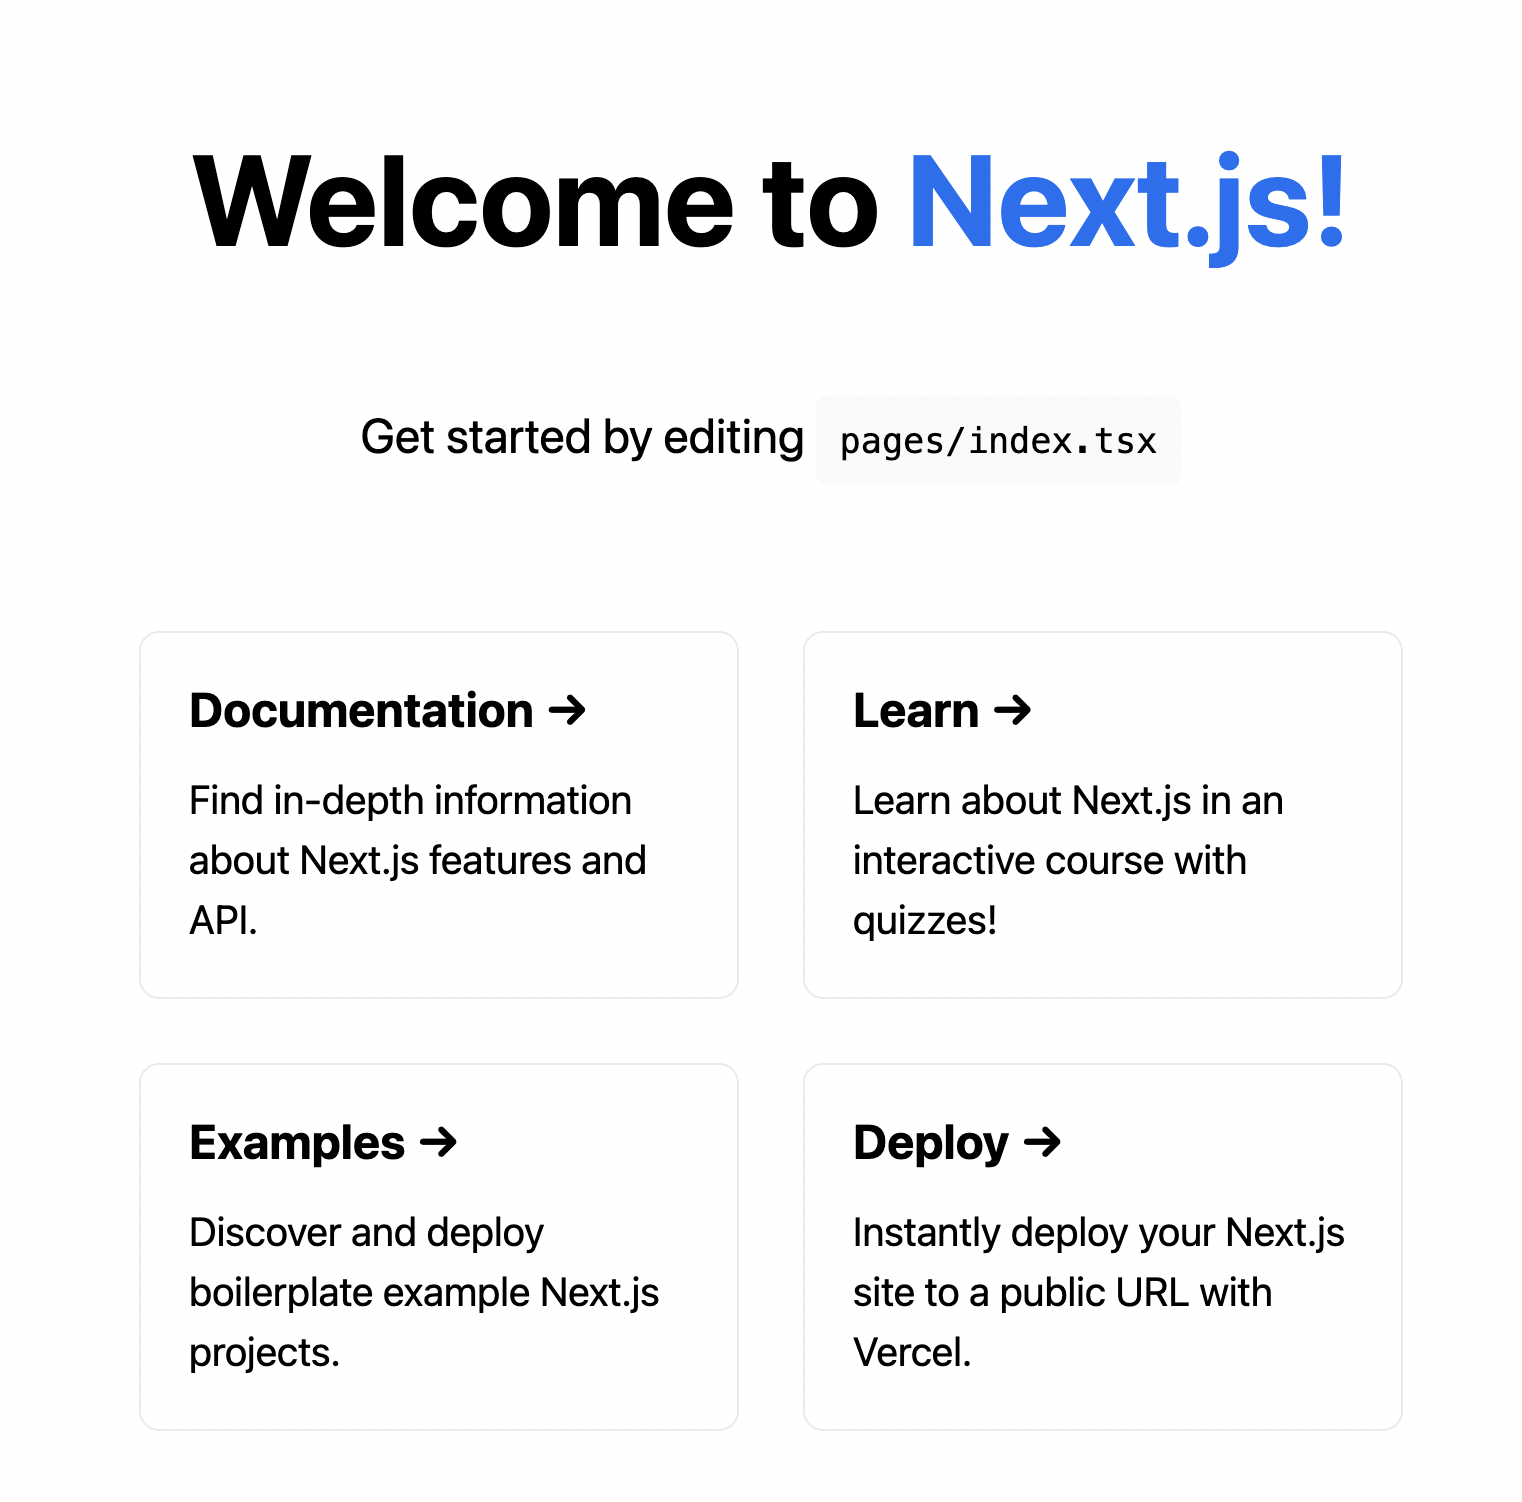 Welcome to Next.js!
Get started by editing pages/index.tsx
Documentation →
Find in-depth information
about Next.js features and
API.
Learn →
Learn about Next.js in an
interactive course with
quizzes!
Examples →
Discover and deploy
boilerplate example Next.js
projects.
Deploy →
Instantly deploy your Next.js
site to a public URL with
Vercel.